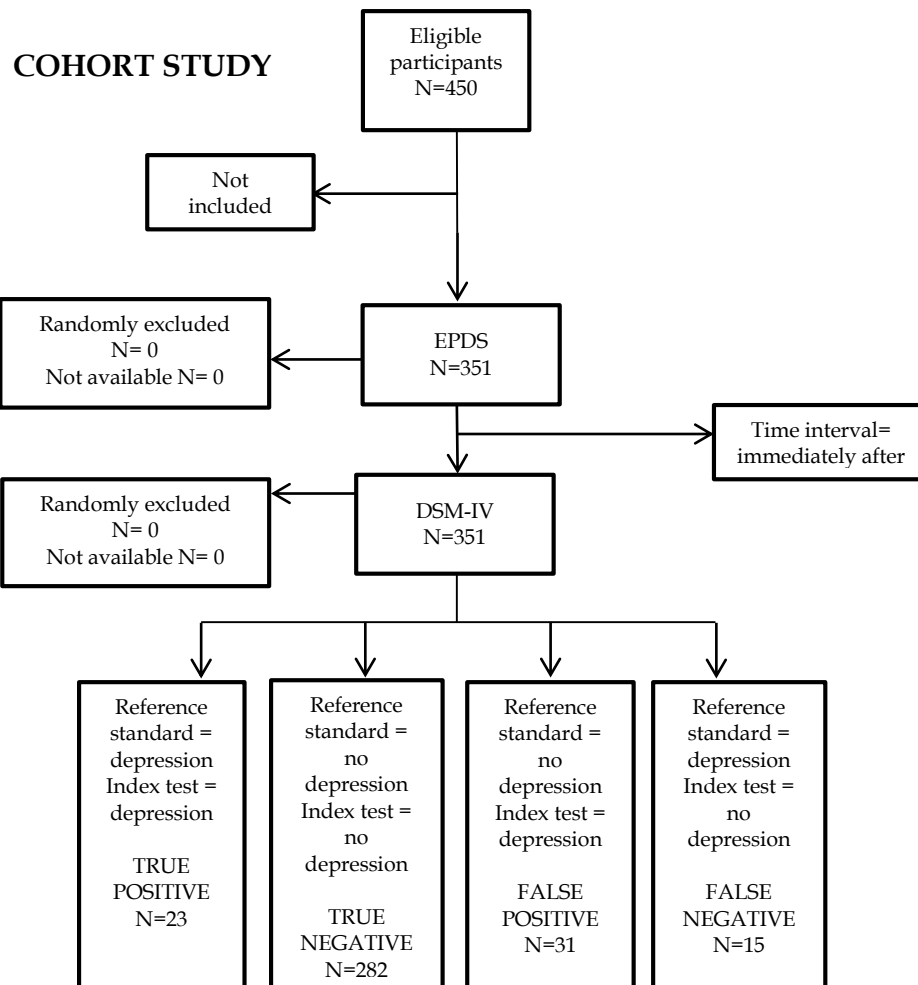 COHORT STUDY
Eligible
participants
N=450
Not
included
Randomly excluded
N= 0
Not available N= 0
EPDS
N=351
Time interval=
immediately after
Randomly excluded
N= 0
Not available N= 0
DSM-IV
N=351
Reference
standard =
depression
Index test =
depression
TRUE
POSITIVE
N=23
Reference
standard =
no
depression
Index test =
no
depression
TRUE
NEGATIVE
N=282
Reference
standard =
no
depression
Index test =
depression
FALSE
POSITIVE
N=31
Reference
standard =
depression
Index test =
no
depression
FALSE
NEGATIVE
N=15